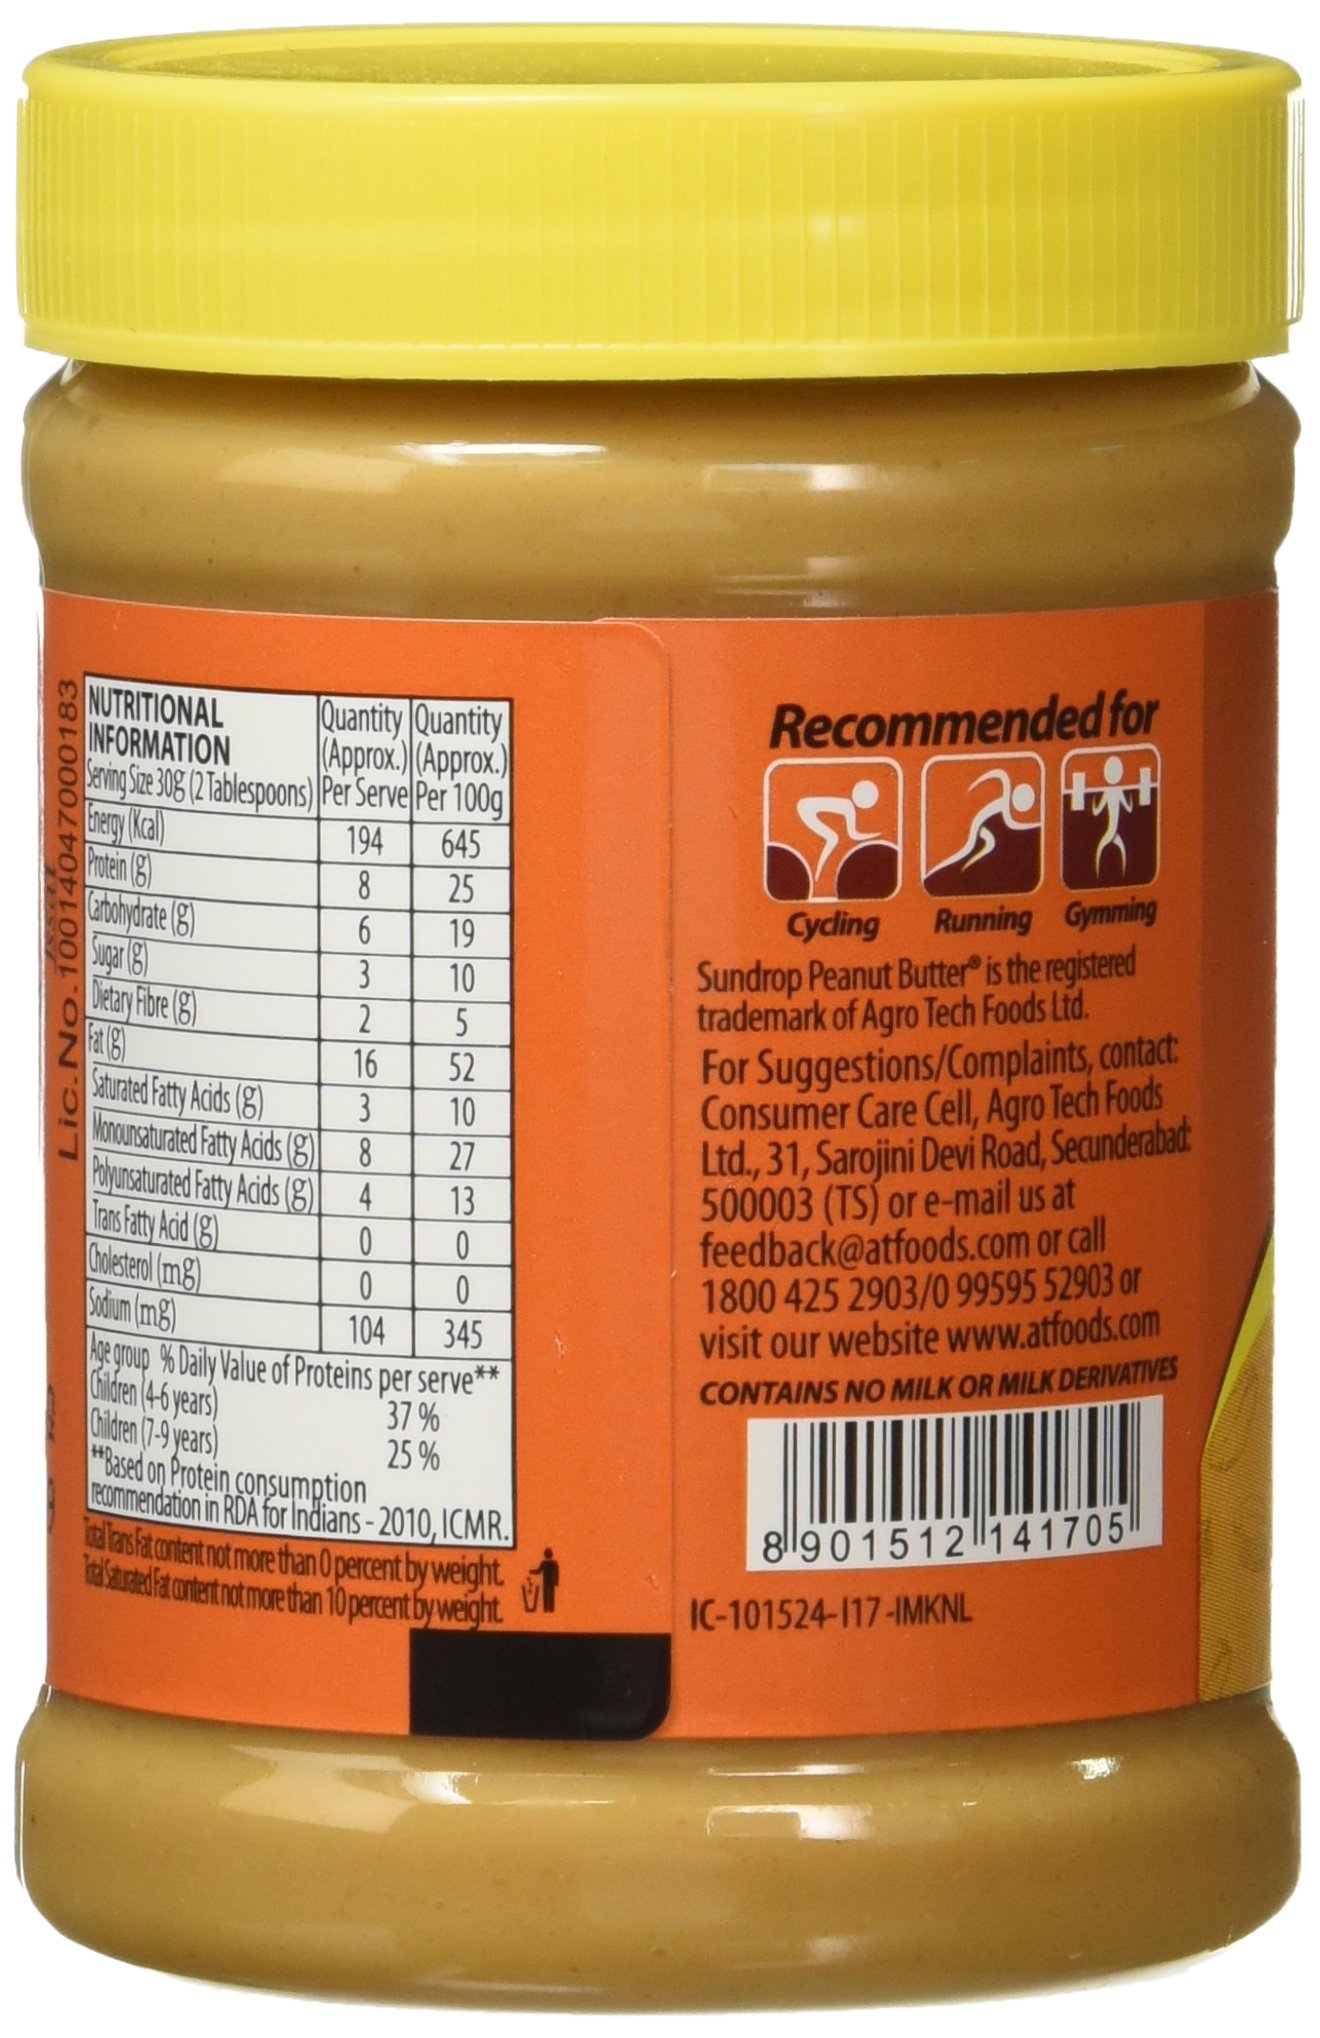 Lic.No.10014047000183
NUTRITIONAL
INFORMATION
Serving Size 30g (2 Tablespoons)
Quantity (Approx.) Per Serve
Quantity (Approx.) Per 100g
Energy (Kcal) 194 645
Protein (g) 8 25
Carbohydrate (g) 6 19
Sugar (g) 3 10
Dietary Fibre (g) 2 5
Fat (g) 16 52
Saturated Fatty Acids (g) 3 10
Monounsaturated Fatty Acids (g) 8 27
Polyunsaturated Fatty Acids (g) 4 13
Trans Fatty Acid (g) 0 0
Cholesterol (mg) 0 0
Sodium (mg) 104 345
Age group % Daily Value of Proteins per serve**
Children (4-6 years) 37 %
Children (7-9 years) 25 %
**Based on Protein consumption
recommendation in RDA for Indians - 2010, ICMR.
Total Trans Fat content not more than 0 percent by weight.
Total Saturated Fat content not more than 10 percent by weight.
Recommended for
Cycling Running Gymming
Sundrop Peanut Butter® is the registered
trademark of Agro Tech Foods Ltd.
For Suggestions/Complaints, contact:
Consumer Care Cell, Agro Tech Foods
Ltd., 31, Sarojini Devi Road, Secunderabad:
500003 (TS) or e-mail us at
feedback@atfoods.com or call
1800 425 2903/0 99595 52903 or
visit our website www.atfoods.com
CONTAINS NO MILK OR MILK DERIVATIVES
8 901512 141705
IC-101524-I17-IMKNL